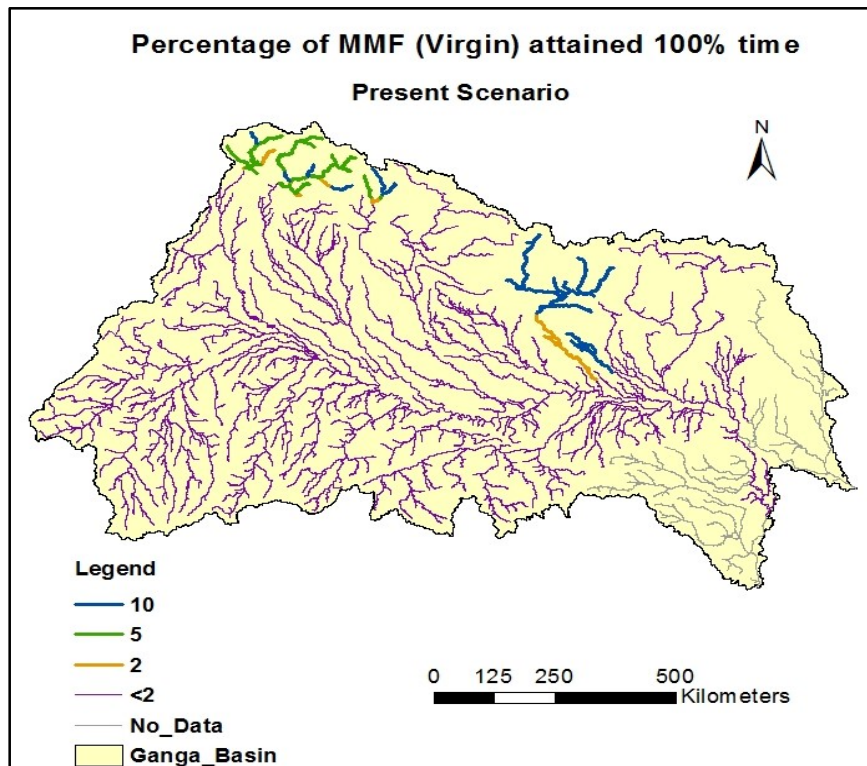 Percentage of MMF (Virgin) attained 100% time
Present Scenario
N
Legend
10
5
2
<2
No_Data
Ganga_Basin
0 125 250 500
Kilometers